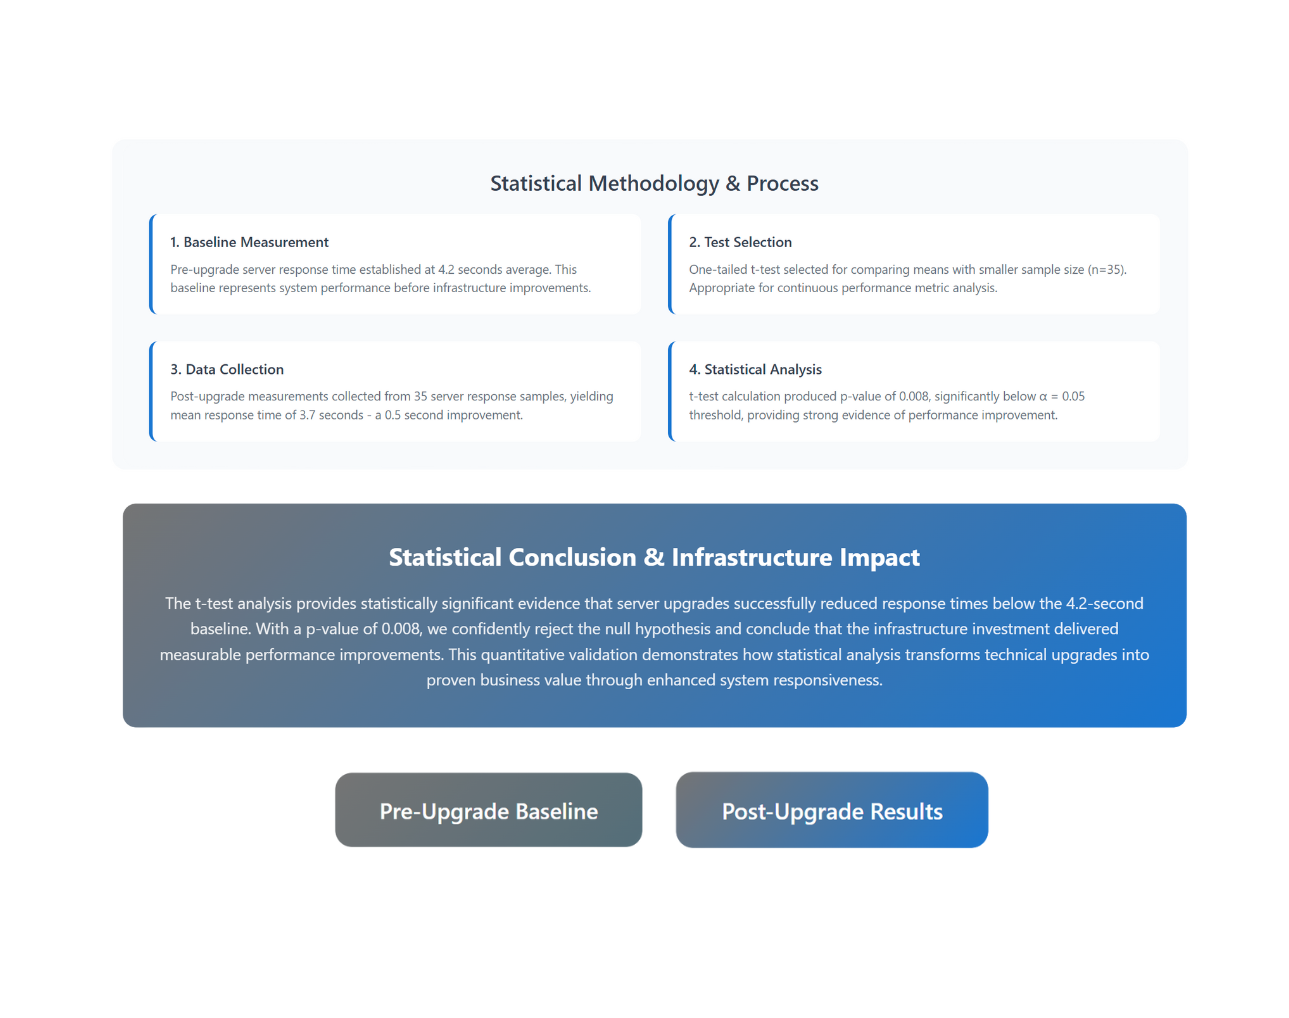 Statistical Methodology & Process
1. Baseline Measurement
Pre-upgrade server response time established at 4.2 seconds average. This
baseline represents system performance before infrastructure improvements.
2. Test Selection
One-tailed t-test selected for comparing means with smaller sample size (n=35).
Appropriate for continuous performance metric analysis.
3. Data Collection
Post-upgrade measurements collected from 35 server response samples, yielding
mean response time of 3.7 seconds - a 0.5 second improvement.
4. Statistical Analysis
t-test calculation produced p-value of 0.008, significantly below α = 0.05
threshold, providing strong evidence of performance improvement.
Statistical Conclusion & Infrastructure Impact
The t-test analysis provides statistically significant evidence that server upgrades successfully reduced response times below the 4.2-second
baseline. With a p-value of 0.008, we confidently reject the null hypothesis and conclude that the infrastructure investment delivered
measurable performance improvements. This quantitative validation demonstrates how statistical analysis transforms technical upgrades into
proven business value through enhanced system responsiveness.
Pre-Upgrade Baseline
Post-Upgrade Results